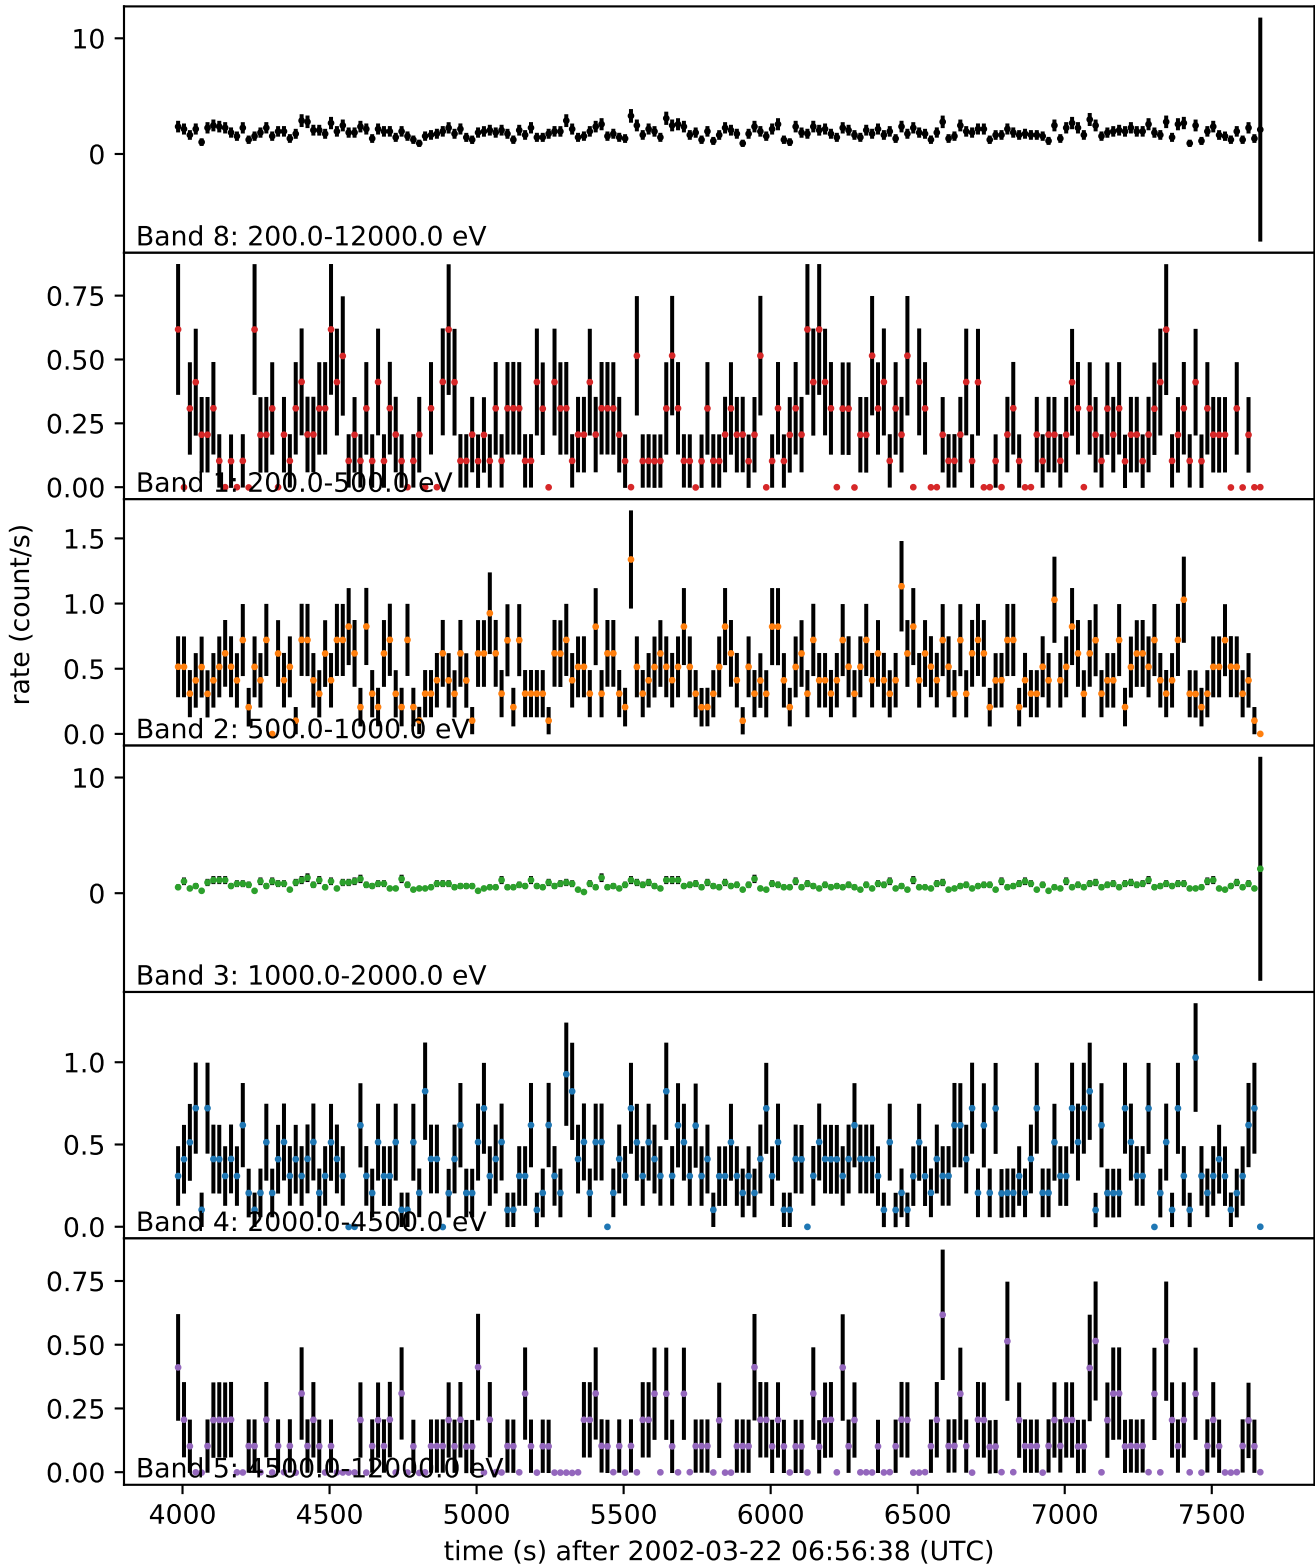 10
0
Band 8: 200.0-12000.0 eV
0.75
0.50
0.25
0.00
Band 1: 200.0-500.0 eV
1.5
1.0
0.5
0.0
Band 2: 500.0-1000.0 eV
rate (count/s)
10
0
Band 3: 1000.0-2000.0 eV
1.0
0.5
0.0
Band 4: 2000.0-4500.0 eV
0.75
0.50
0.25
0.00
Band 5: 4500.0-12000.0 eV
4000 4500 5000 5500 6000 6500 7000 7500
time (s) after 2002-03-22 06:56:38 (UTC)